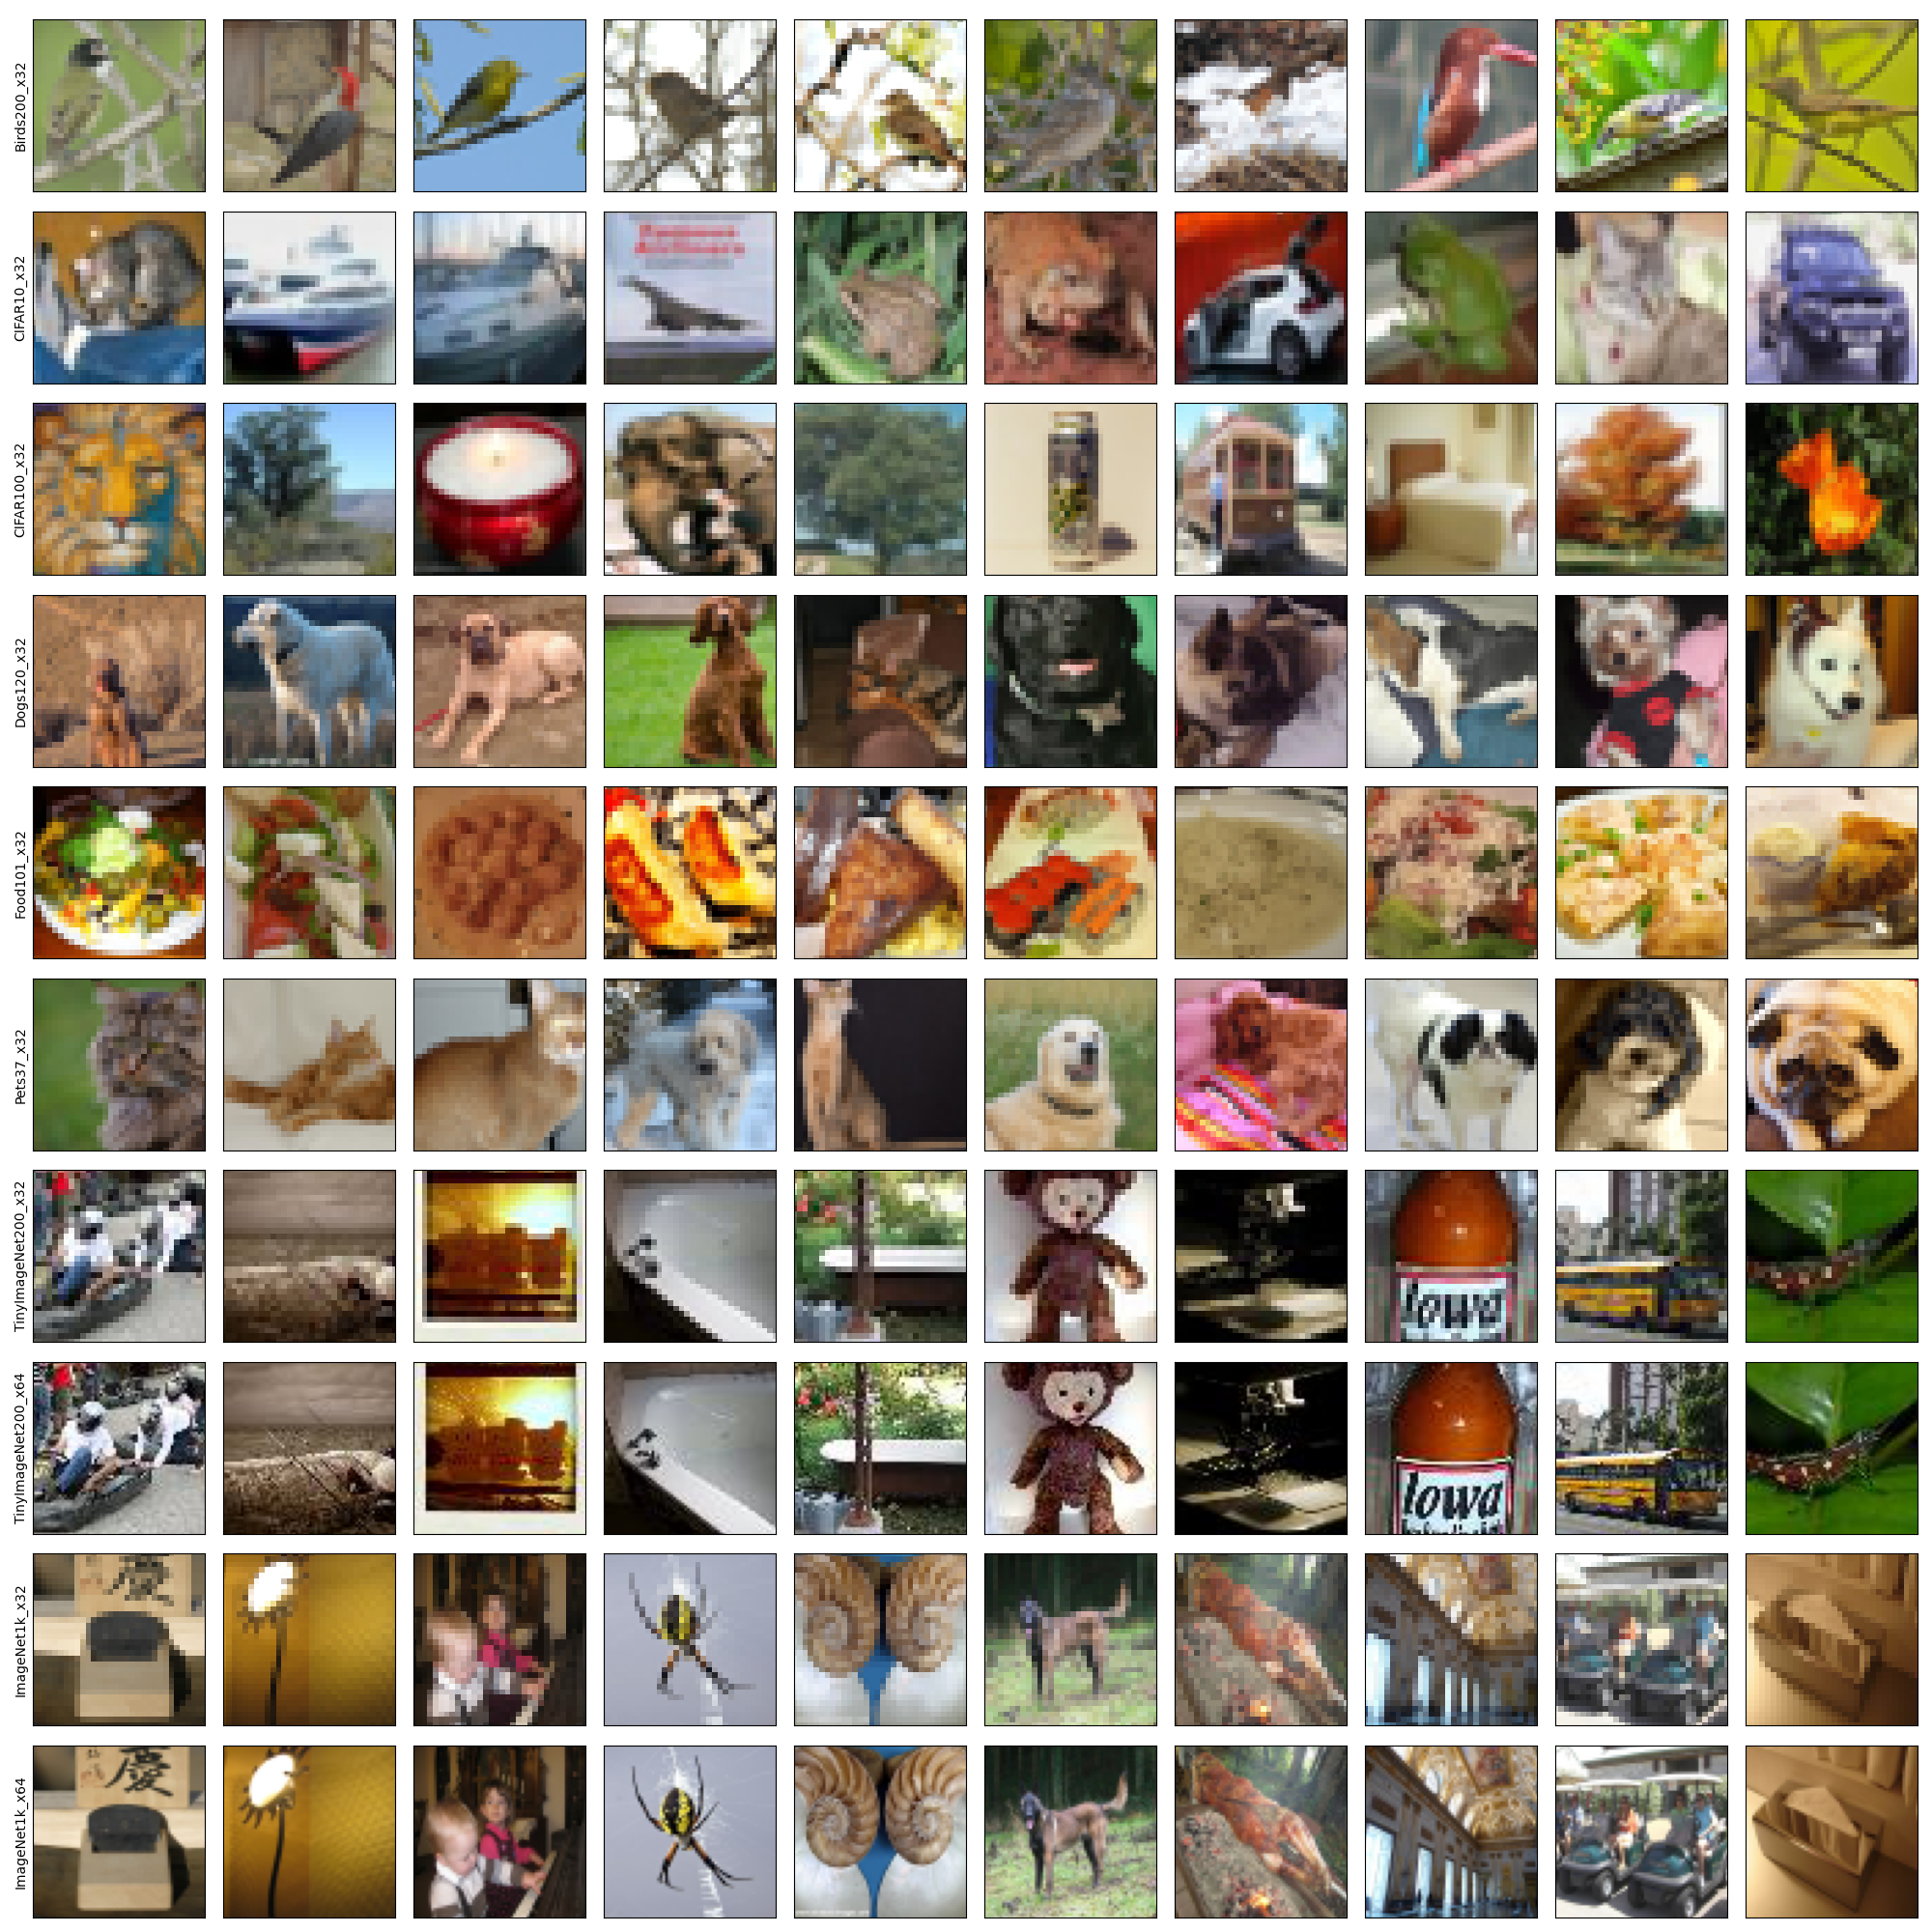 Birds200_x32
CIFAR10_x32
CIFAR100_x32
Dogs120_x32
Food101_x32
Pets37_x32
TinyImageNet200_x32
Iowa
TinyImageNet200_x64
Iowa
ImageNet1k_x32
慶
ImageNet1k_x64
慶